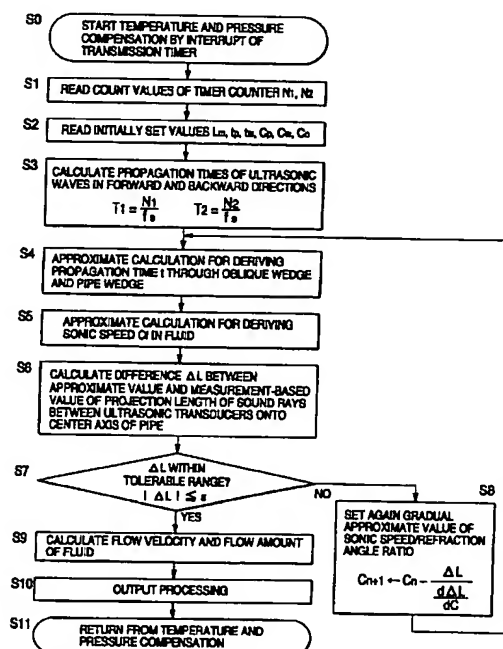 S0
START TEMPERATURE AND PRESSURE
COMPENSATION BY INTERRUPT OF
TRANSMISSION TIMER
S1
READ COUNT VALUES OF TIMER COUNTER N1, N2
S2
READ INITIALLY SET VALUES
S3
CALCULATE PROPAGATION TIMES OF ULTRASONIC
WAVES IN FORWARD AND BACKWARD DIRECTIONS
T1 = N1/fs T2 = N2/fs
S4
APPROXIMATE CALCULATION FOR DERIVING
PROPAGATION TIME t THROUGH OBLIQUE WEDGE
AND PIPE WEDGE
S5
APPROXIMATE CALCULATION FOR DERIVING
SONIC SPEED Cf IN FLUID
S6
CALCULATE DIFFERENCE ΔL BETWEEN
APPROXIMATE VALUE AND MEASUREMENT-BASED
VALUE OF PROJECTION LENGTH OF SOUND RAYS
BETWEEN ULTRASONIC TRANSDUCERS ONTO
CENTER AXIS OF PIPE
S7
ΔL WITHIN
TOLERABLE RANGE?
| ΔL | ≦ ε
NO
YES
S8
SET AGAIN GRADUAL
APPROXIMATE VALUE OF
SONIC SPEED/REFRACTION
ANGLE RATIO
Cn+1 ← Cn - ΔL / (dΔL/dC)
S9
CALCULATE FLOW VELOCITY AND FLOW AMOUNT
OF FLUID
S10
OUTPUT PROCESSING
S11
RETURN FROM TEMPERATURE AND
PRESSURE COMPENSATION